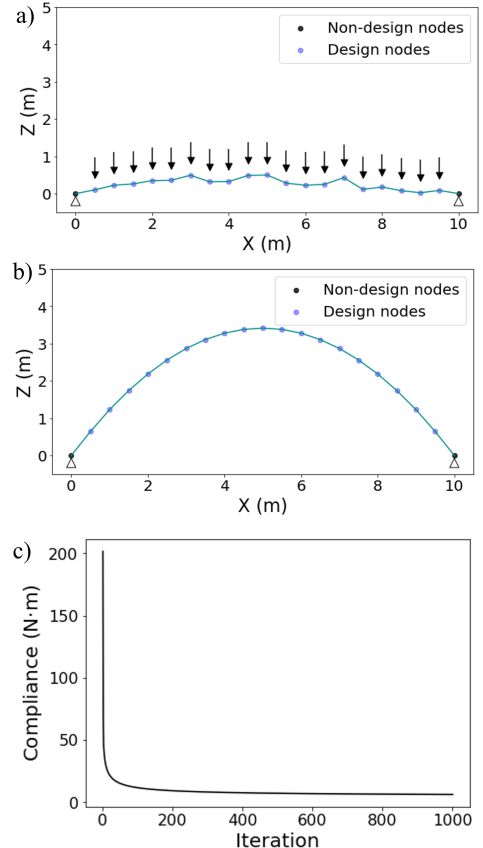 a)
5
4
3
2
1
0
Z (m)
Non-design nodes
Design nodes
0 2 4 6 8 10
X (m)
b)
5
4
3
2
1
0
Z (m)
Non-design nodes
Design nodes
0 2 4 6 8 10
X (m)
c)
200
150
100
50
0
Compliance (N·m)
0 200 400 600 800 1000
Iteration